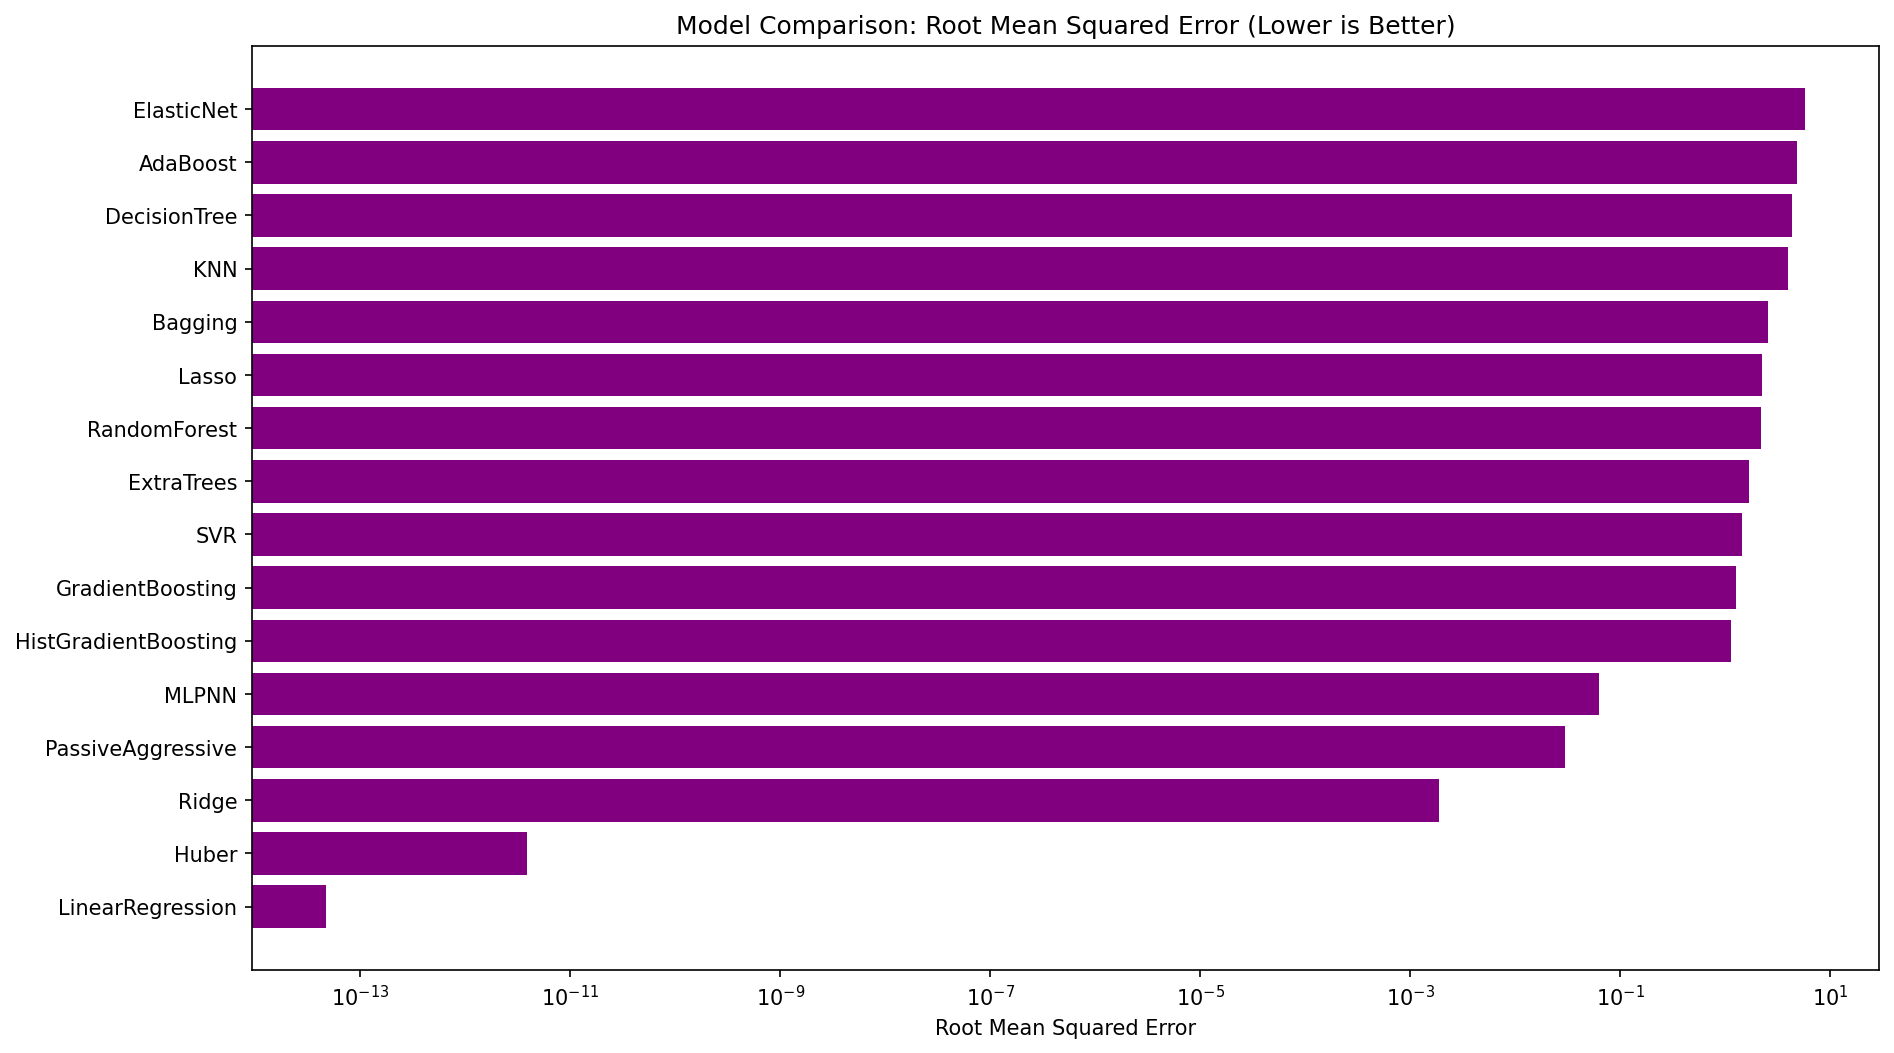 Model Comparison: Root Mean Squared Error (Lower is Better)
ElasticNet
AdaBoost
DecisionTree
KNN
Bagging
Lasso
RandomForest
ExtraTrees
SVR
GradientBoosting
HistGradientBoosting
MLPNN
PassiveAggressive
Ridge
Huber
LinearRegression
10⁻¹³ 10⁻¹¹ 10⁻⁹ 10⁻⁷ 10⁻⁵ 10⁻³ 10⁻¹ 10¹
Root Mean Squared Error